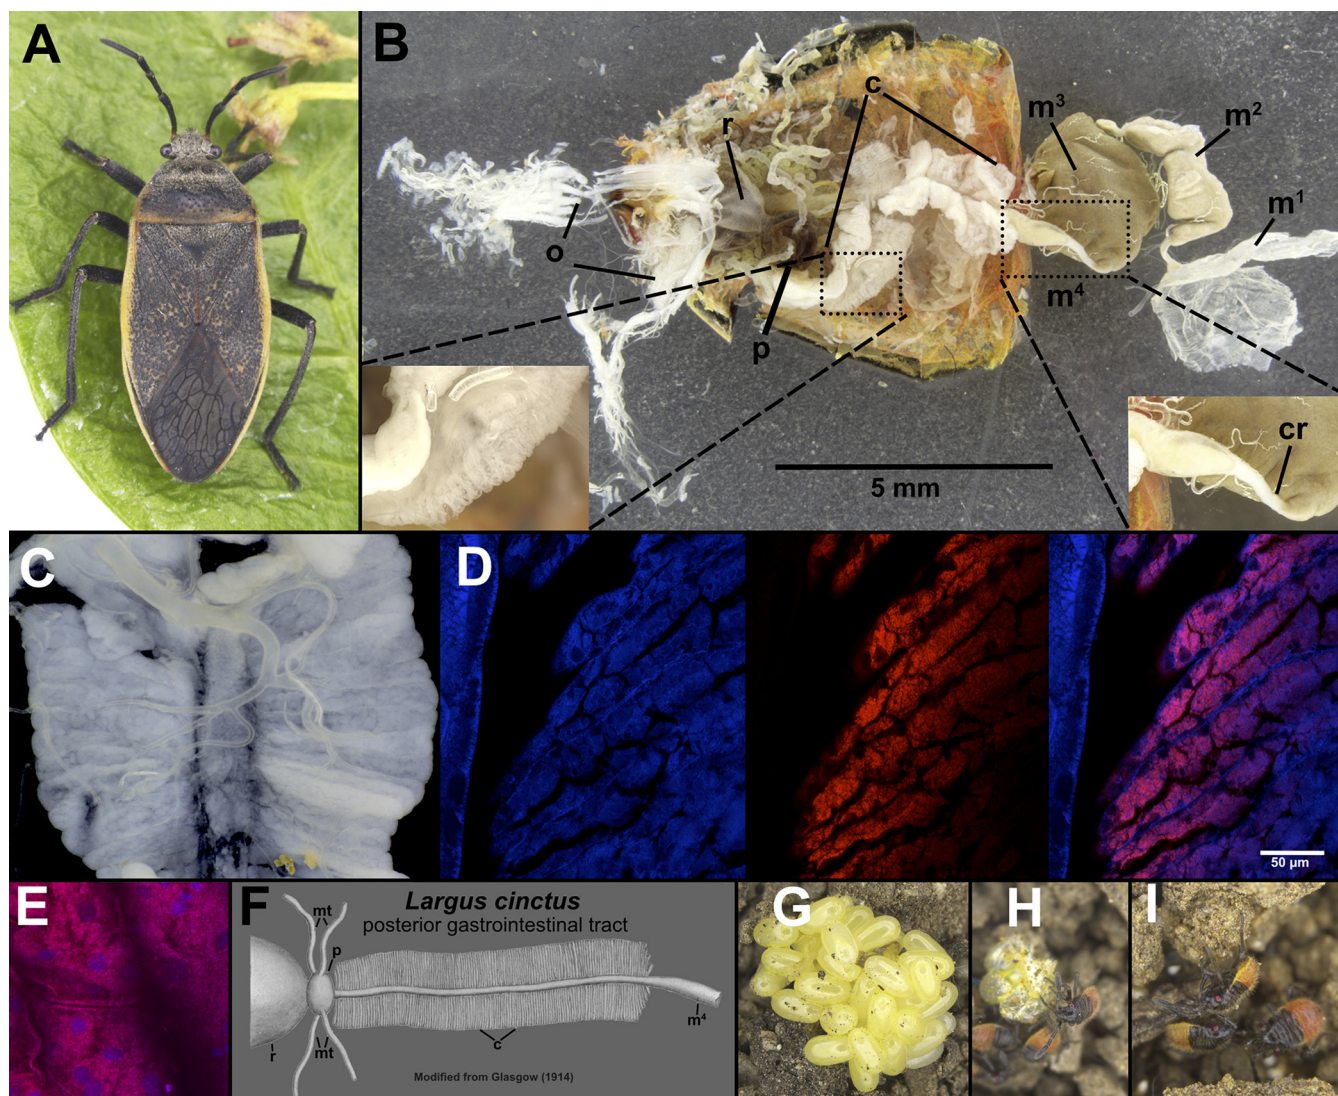 A
B
c
m³
m²
r
m¹
o
m⁴
p
cr
5 mm
C
D
50 µm
E
F
Largus cinctus
posterior gastrointestinal tract
mt
p
m⁴
c
r
mt
Modified from Glasgow (1914)
G
H
I